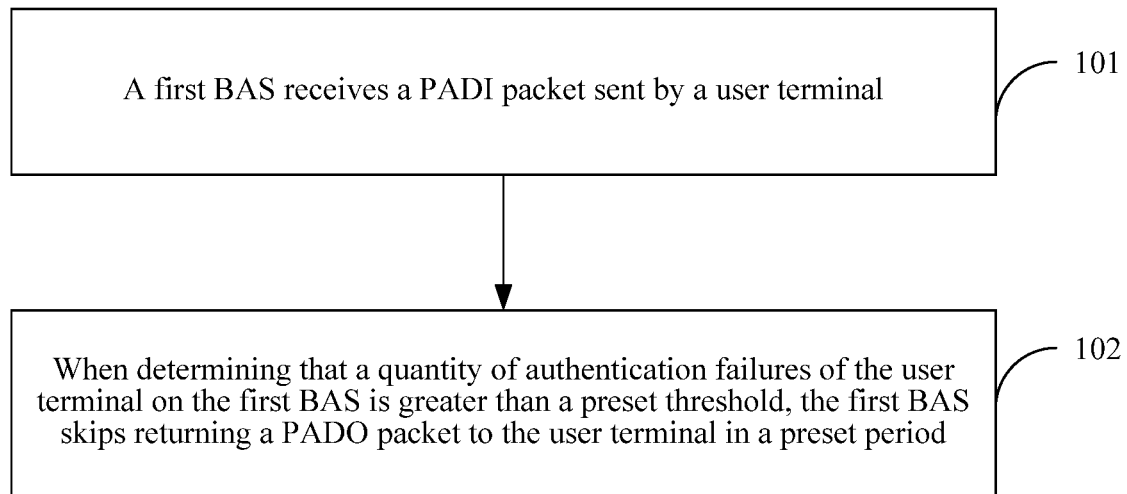 A first BAS receives a PADI packet sent by a user terminal
101
When determining that a quantity of authentication failures of the user
terminal on the first BAS is greater than a preset threshold, the first BAS
skips returning a PADO packet to the user terminal in a preset period
102